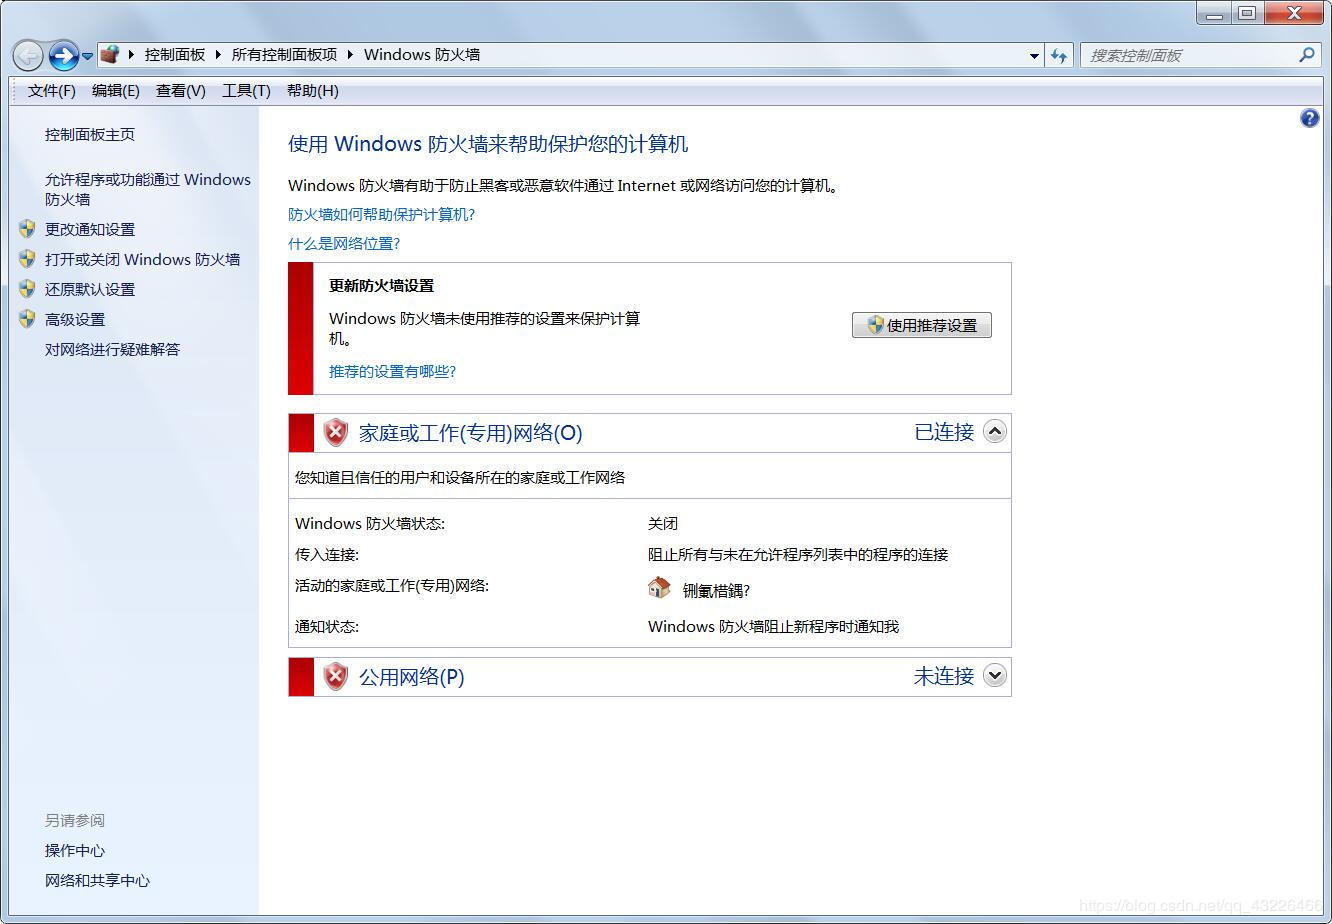 控制面板 所有控制面板项 Windows 防火墙
搜索控制面板
文件(F) 编辑(E) 查看(V) 工具(T) 帮助(H)
控制面板主页
允许程序或功能通过 Windows
防火墙
更改通知设置
打开或关闭 Windows 防火墙
还原默认设置
高级设置
对网络进行疑难解答
另请参阅
操作中心
网络和共享中心
使用 Windows 防火墙来帮助保护您的计算机
Windows 防火墙有助于防止黑客或恶意软件通过 Internet 或网络访问您的计算机。
防火墙如何帮助保护计算机?
什么是网络位置?
更新防火墙设置
Windows 防火墙未使用推荐的设置来保护计算
机。
使用推荐设置
推荐的设置有哪些?
家庭或工作(专用)网络(O) 已连接
您知道且信任的用户和设备所在的家庭或工作网络
Windows 防火墙状态: 关闭
传入连接: 阻止所有与未在允许程序列表中的程序的连接
活动的家庭或工作(专用)网络: 铏氭棤鍝?
通知状态: Windows 防火墙阻止新程序时通知我
公用网络(P) 未连接
https://blog.csdn.net/qq_43226466